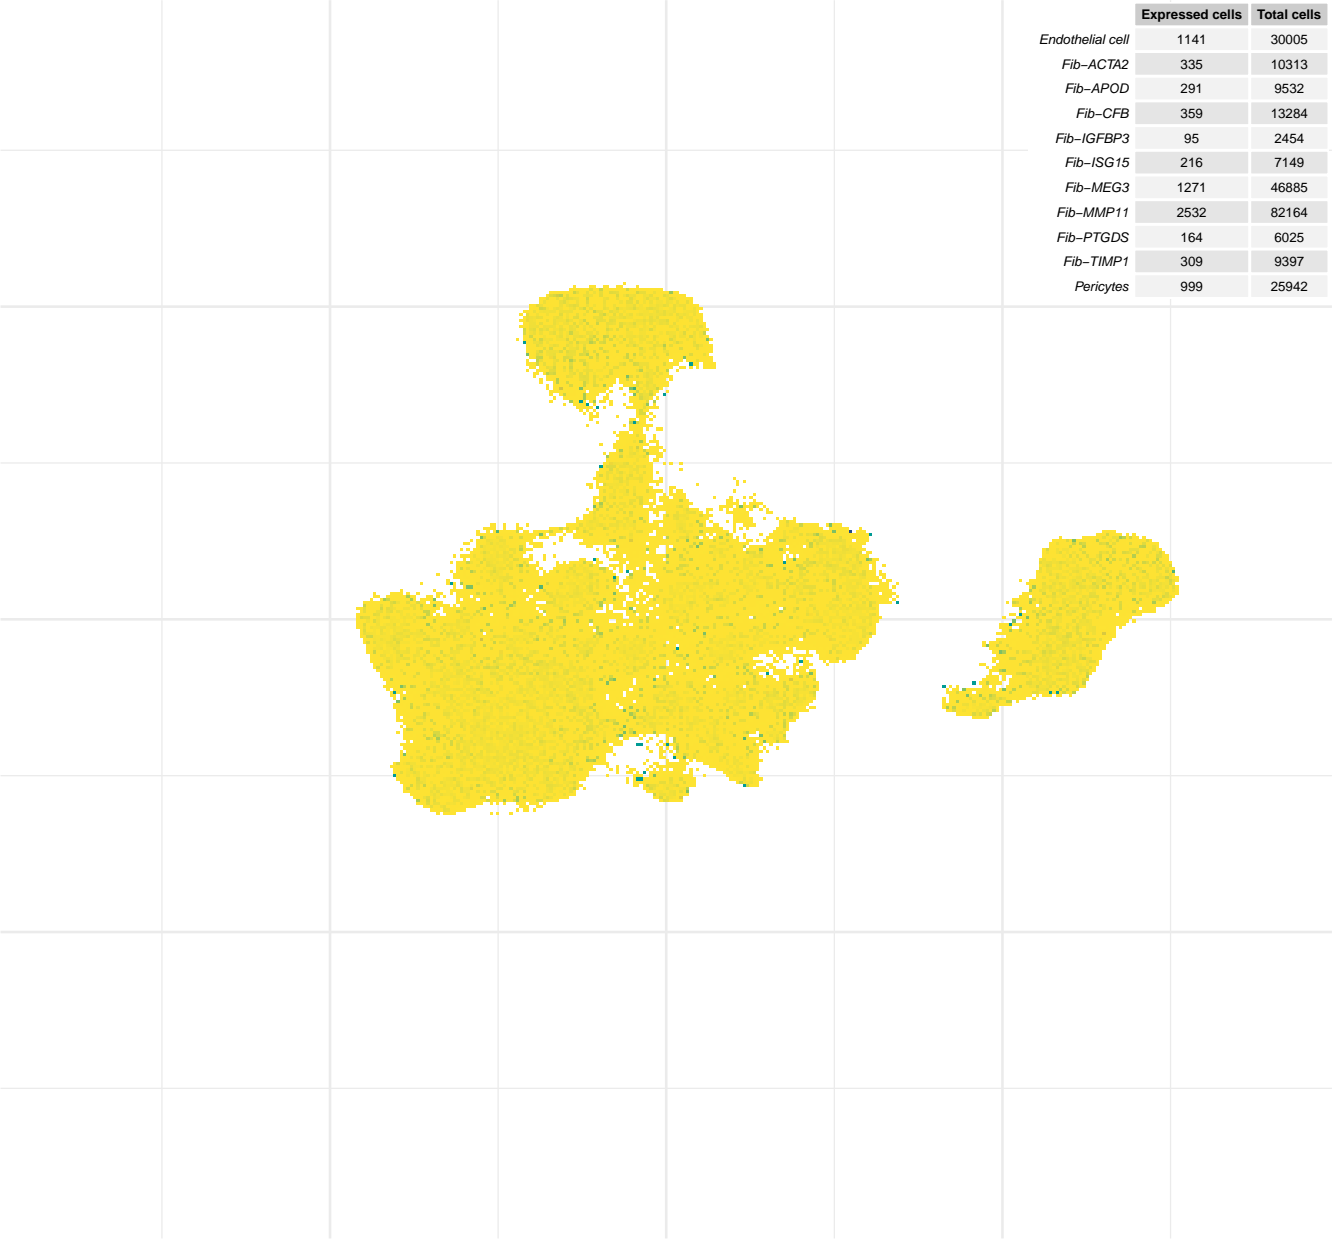 Expressed cells Total cells
Endothelial cell 1141 30005
Fib−ACTA2 335 10313
Fib−APOD 291 9532
Fib−CFB 359 13284
Fib−IGFBP3 95 2454
Fib−ISG15 216 7149
Fib−MEG3 1271 46885
Fib−MMP11 2532 82164
Fib−PTGDS 164 6025
Fib−TIMP1 309 9397
Pericytes 999 25942